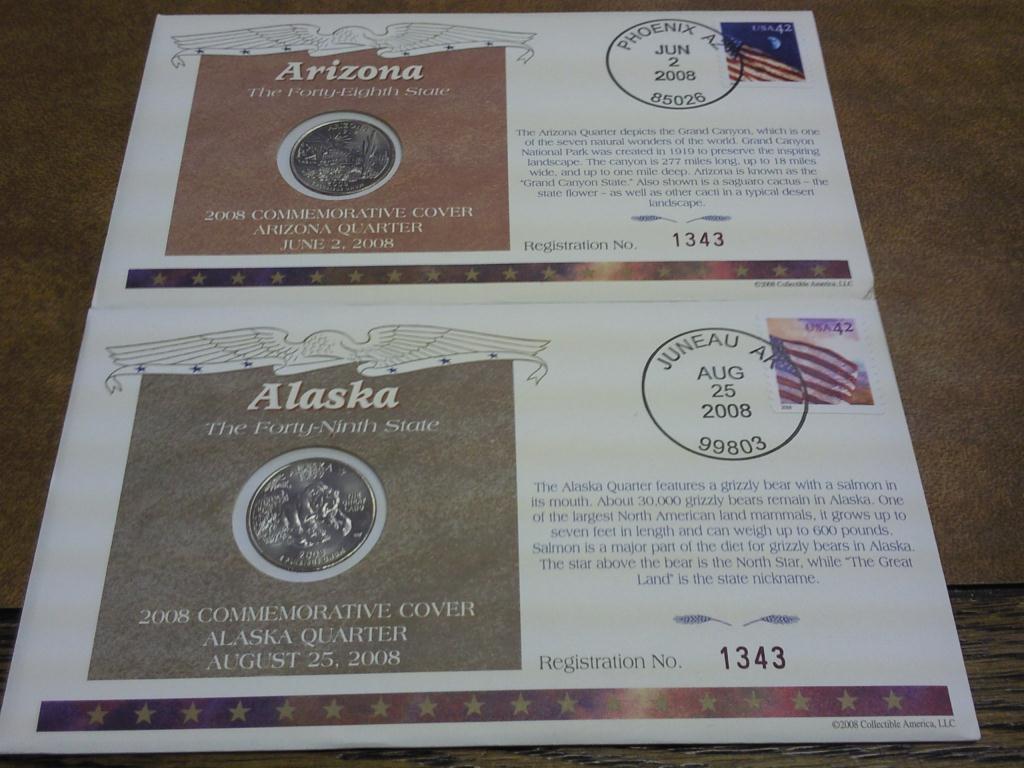 Arizona
The Forty-Eighth State
2008 COMMEMORATIVE COVER
ARIZONA QUARTER
JUNE 2, 2008
PHOENIX AZ
JUN
2
2008
85026
USA 42
The Arizona Quarter depicts the Grand Canyon, which is one
of the seven natural wonders of the world. Grand Canyon
National Park was created in 1919 to preserve the inspiring
landscape. The canyon is 277 miles long, up to 18 miles
wide, and up to one mile deep. Arizona is known as the
"Grand Canyon State." Also shown is a saguaro cactus – the
state flower – as well as other cacti in a typical desert
landscape.
Registration No. 1343
©2008 Collectible America, LLC
Alaska
The Forty-Ninth State
ALASKA
2008
2008 COMMEMORATIVE COVER
ALASKA QUARTER
AUGUST 25, 2008
JUNEAU AK
AUG
25
2008
99803
USA 42
The Alaska Quarter features a grizzly bear with a salmon in
its mouth. About 30,000 grizzly bears remain in Alaska. One
of the largest North American land mammals, it grows up to
seven feet in length and can weigh up to 600 pounds.
Salmon is a major part of the diet for grizzly bears in Alaska.
The star above the bear is the North Star, while "The Great
Land" is the state nickname.
Registration No. 1343
©2008 Collectible America, LLC